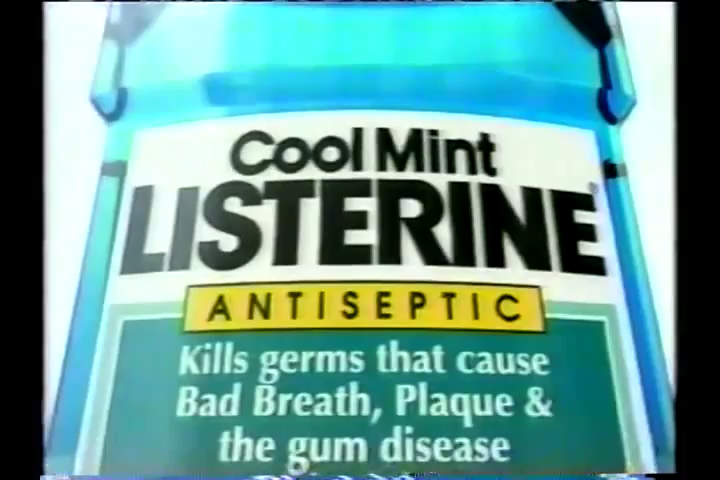 Cool Mint
LISTERINE®
ANTISEPTIC
Kills germs that cause
Bad Breath, Plaque &
the gum disease